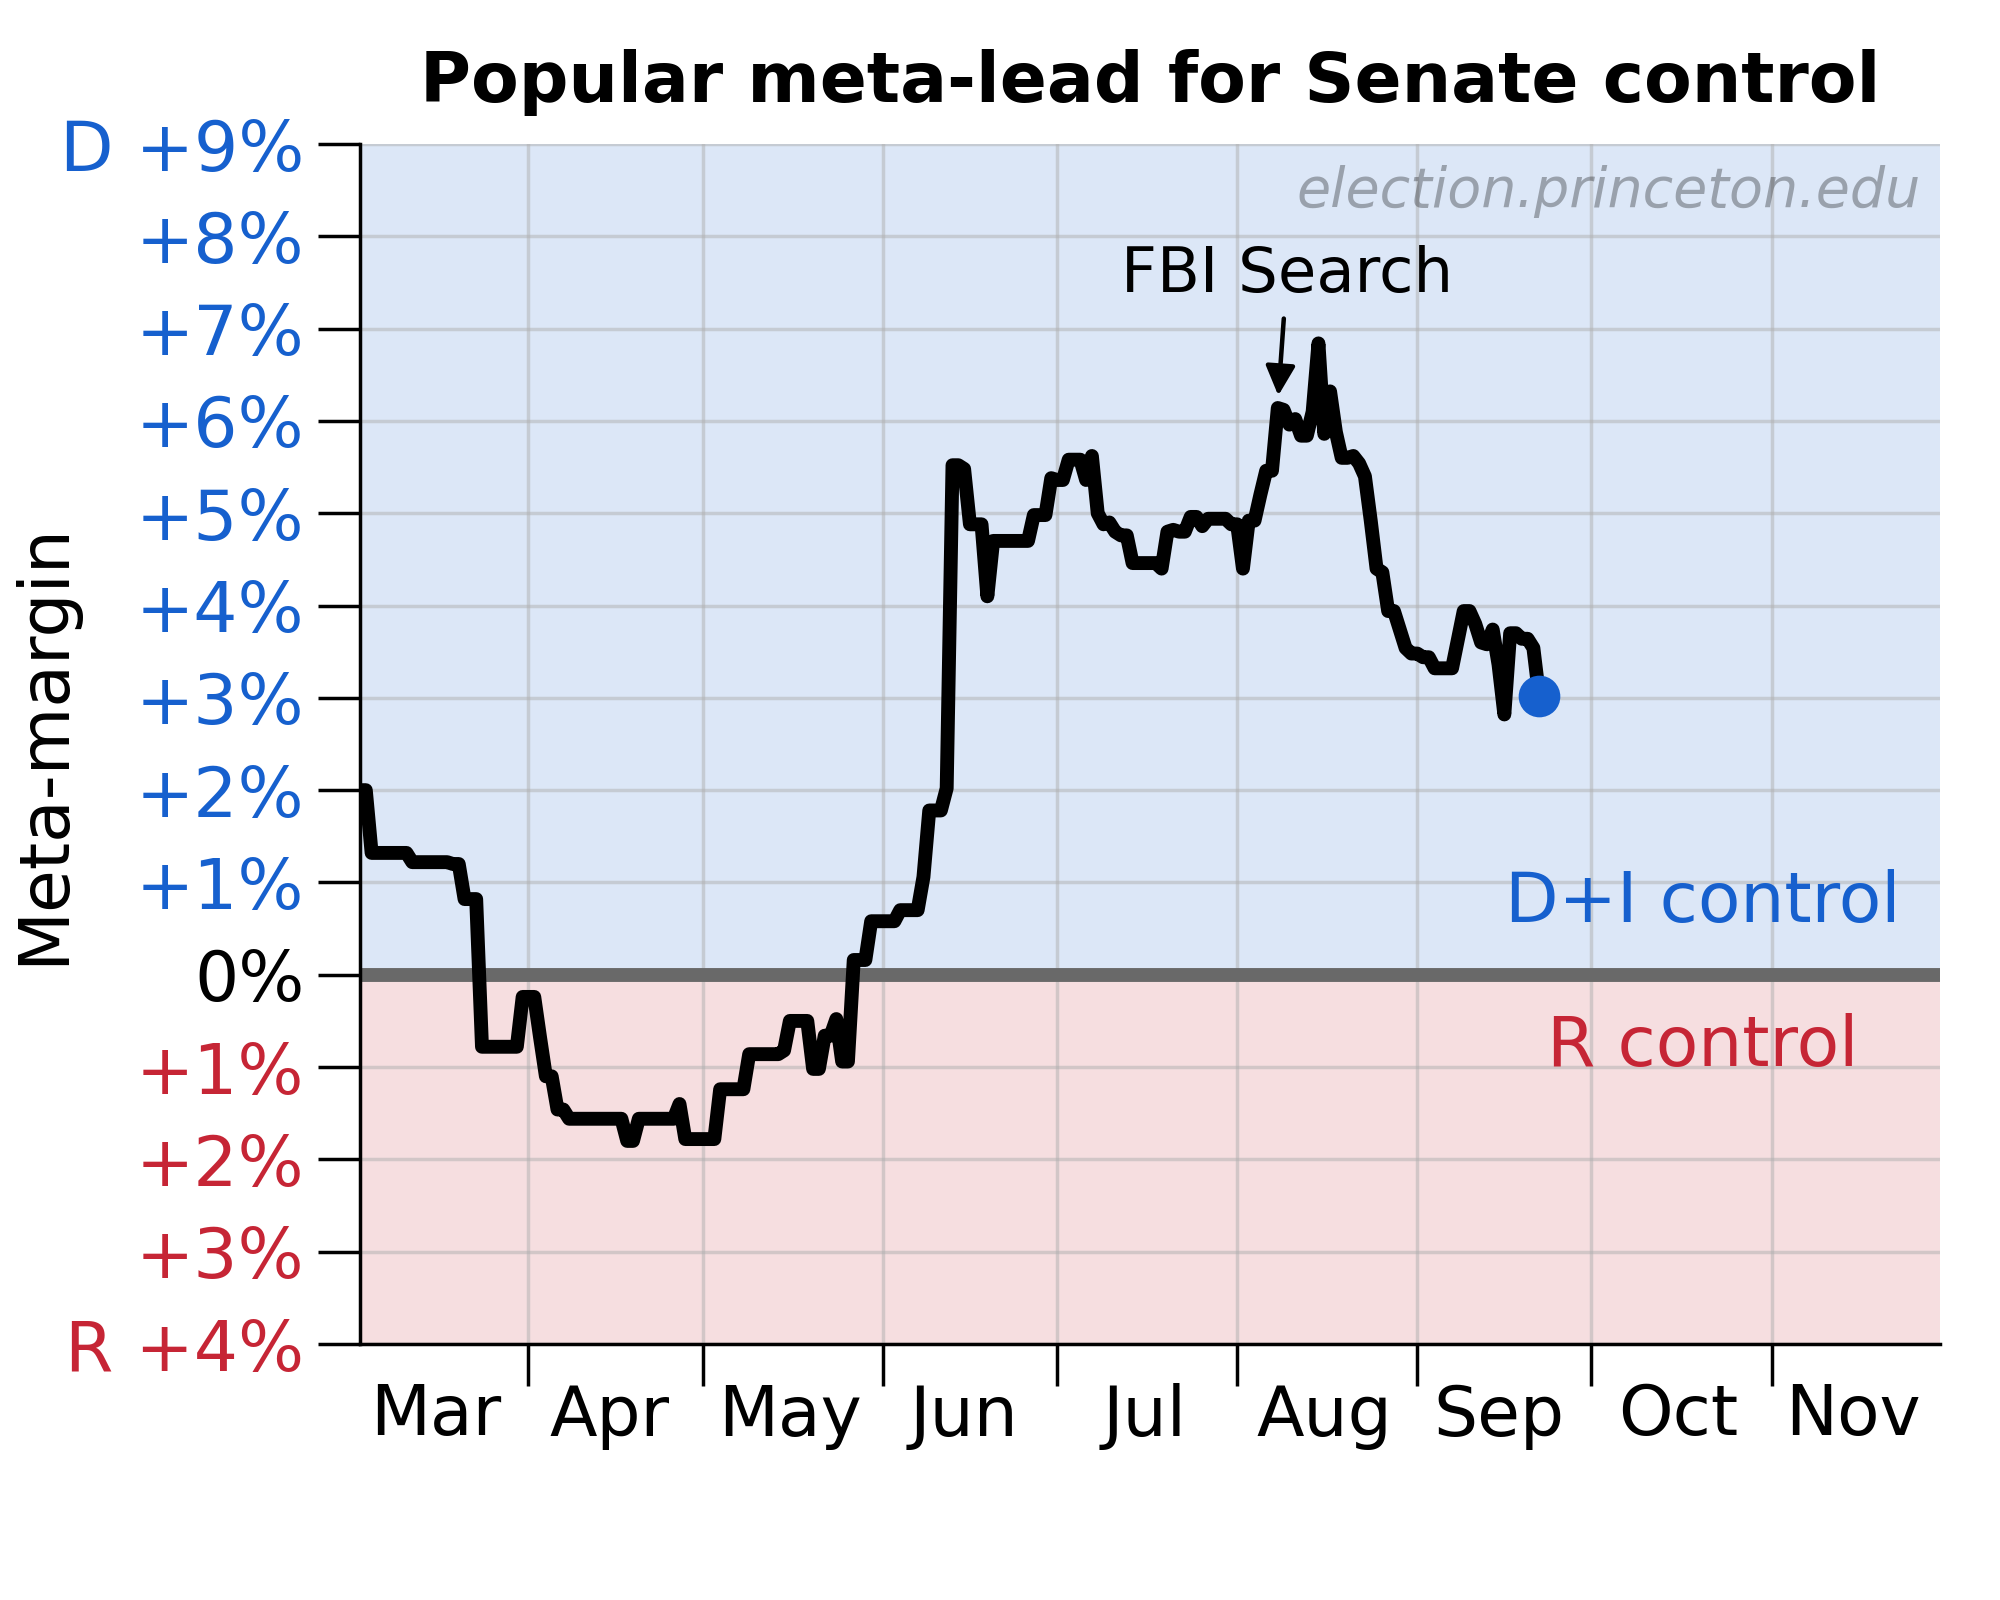 Popular meta-lead for Senate control
election.princeton.edu
FBI Search
D+I control
R control
Meta-margin
D +9%
+8%
+7%
+6%
+5%
+4%
+3%
+2%
+1%
0%
+1%
+2%
+3%
R +4%
Mar Apr May Jun Jul Aug Sep Oct Nov